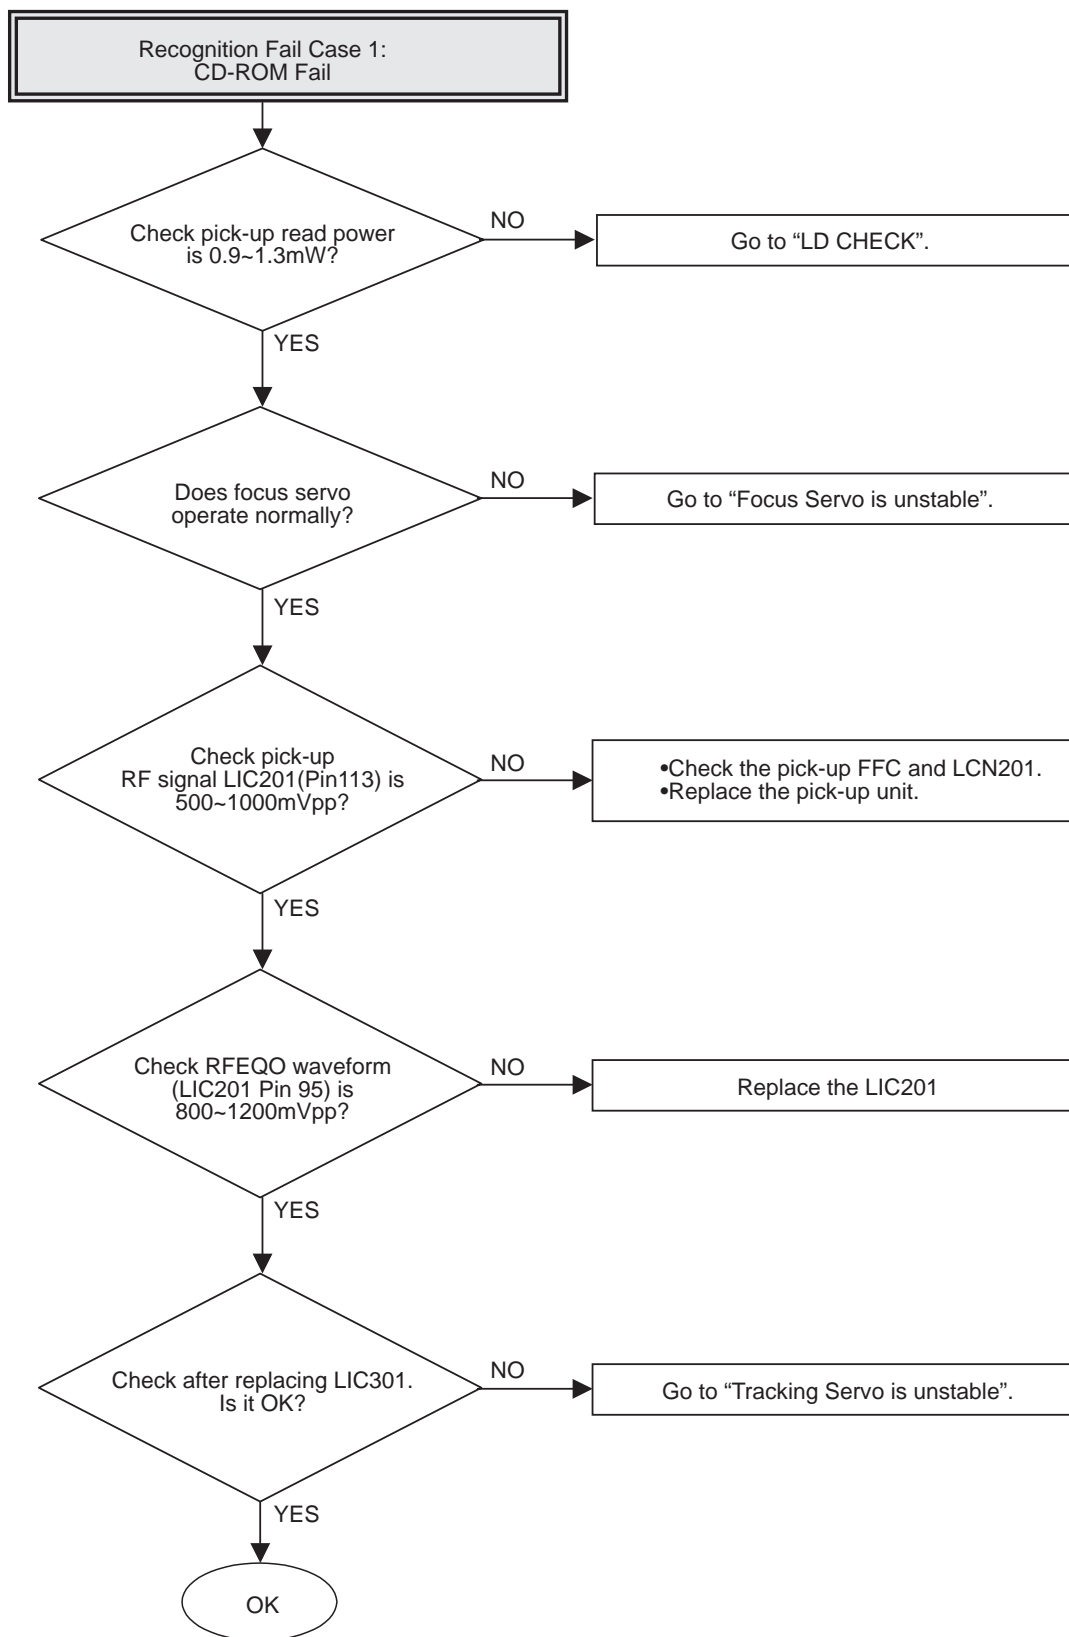 Recognition Fail Case 1:
CD-ROM Fail
Check pick-up read power
is 0.9~1.3mW?
NO
Go to “LD CHECK”.
YES
Does focus servo
operate normally?
NO
Go to “Focus Servo is unstable”.
YES
Check pick-up
RF signal LIC201(Pin113) is
500~1000mVpp?
NO
•Check the pick-up FFC and LCN201.
•Replace the pick-up unit.
YES
Check RFEQO waveform
(LIC201 Pin 95) is
800~1200mVpp?
NO
Replace the LIC201
YES
Check after replacing LIC301.
Is it OK?
NO
Go to “Tracking Servo is unstable”.
YES
OK